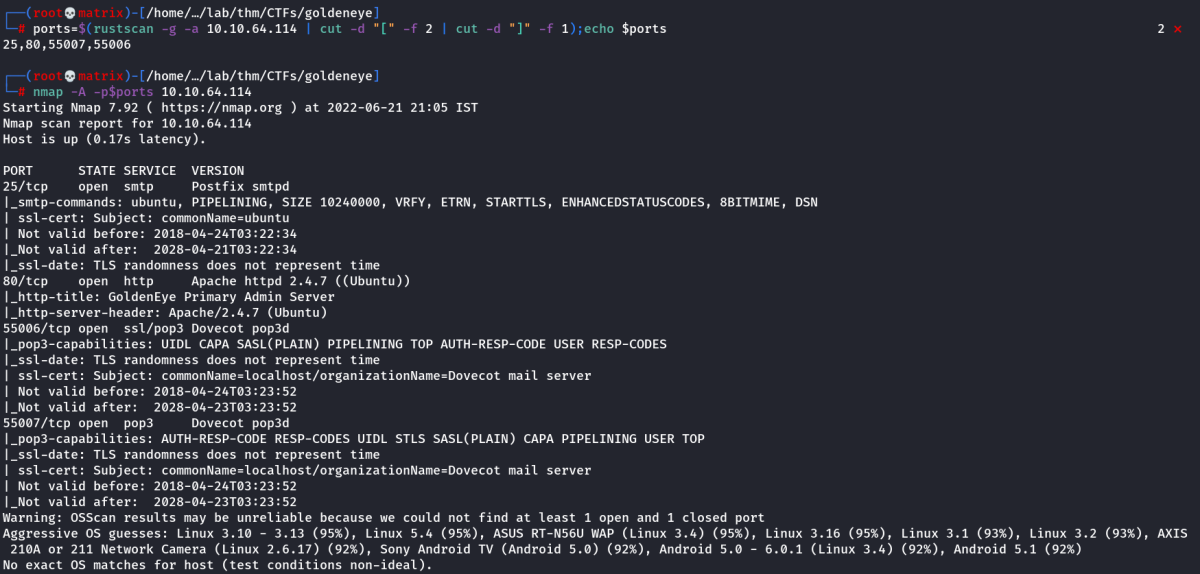 ┌──(root💀matrix)-[/home/…/lab/thm/CTFs/goldeneye]
└─# ports=$(rustscan -g -a 10.10.64.114 | cut -d "[" -f 2 | cut -d "]" -f 1);echo $ports 2 ⨯
25,80,55007,55006
┌──(root💀matrix)-[/home/…/lab/thm/CTFs/goldeneye]
└─# nmap -A -p$ports 10.10.64.114
Starting Nmap 7.92 ( https://nmap.org ) at 2022-06-21 21:05 IST
Nmap scan report for 10.10.64.114
Host is up (0.17s latency).
PORT      STATE SERVICE  VERSION
25/tcp    open  smtp     Postfix smtpd
|_smtp-commands: ubuntu, PIPELINING, SIZE 10240000, VRFY, ETRN, STARTTLS, ENHANCEDSTATUSCODES, 8BITMIME, DSN
| ssl-cert: Subject: commonName=ubuntu
| Not valid before: 2018-04-24T03:22:34
|_Not valid after:  2028-04-21T03:22:34
|_ssl-date: TLS randomness does not represent time
80/tcp    open  http     Apache httpd 2.4.7 ((Ubuntu))
|_http-title: GoldenEye Primary Admin Server
|_http-server-header: Apache/2.4.7 (Ubuntu)
55006/tcp open  ssl/pop3 Dovecot pop3d
|_pop3-capabilities: UIDL CAPA SASL(PLAIN) PIPELINING TOP AUTH-RESP-CODE USER RESP-CODES
|_ssl-date: TLS randomness does not represent time
| ssl-cert: Subject: commonName=localhost/organizationName=Dovecot mail server
| Not valid before: 2018-04-24T03:23:52
|_Not valid after:  2028-04-23T03:23:52
55007/tcp open  pop3     Dovecot pop3d
|_pop3-capabilities: AUTH-RESP-CODE RESP-CODES UIDL STLS SASL(PLAIN) CAPA PIPELINING USER TOP
|_ssl-date: TLS randomness does not represent time
| ssl-cert: Subject: commonName=localhost/organizationName=Dovecot mail server
| Not valid before: 2018-04-24T03:23:52
|_Not valid after:  2028-04-23T03:23:52
Warning: OSScan results may be unreliable because we could not find at least 1 open and 1 closed port
Aggressive OS guesses: Linux 3.10 - 3.13 (95%), Linux 5.4 (95%), ASUS RT-N56U WAP (Linux 3.4) (95%), Linux 3.16 (95%), Linux 3.1 (93%), Linux 3.2 (93%), AXIS
 210A or 211 Network Camera (Linux 2.6.17) (92%), Sony Android TV (Android 5.0) (92%), Android 5.0 - 6.0.1 (Linux 3.4) (92%), Android 5.1 (92%)
No exact OS matches for host (test conditions non-ideal).